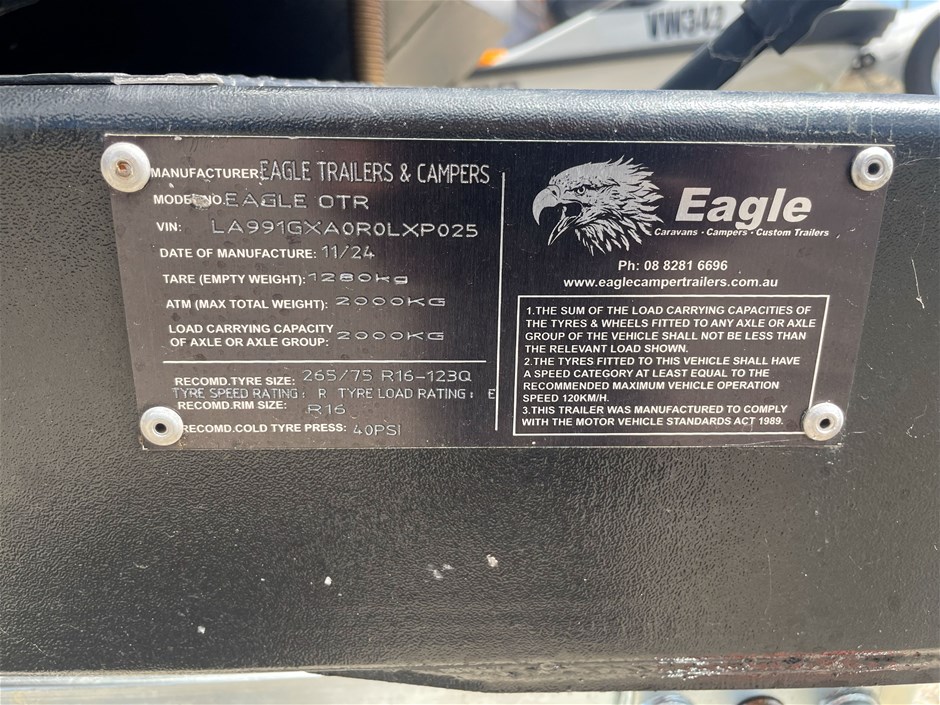 VW342
MANUFACTURER: EAGLE TRAILERS & CAMPERS
MODEL NO. EAGLE OTR
VIN: LA991GXA0R0LXP025
DATE OF MANUFACTURE: 11/24
TARE (EMPTY WEIGHT): 1280kg
ATM (MAX TOTAL WEIGHT): 2000KG
LOAD CARRYING CAPACITY
OF AXLE OR AXLE GROUP: 2000KG
RECOMD.TYRE SIZE: 265/75 R16-123Q
TYRE SPEED RATING: R TYRE LOAD RATING: E
RECOMD.RIM SIZE: R16
RECOMD.COLD TYRE PRESS: 40PSI
Eagle
Caravans - Campers - Custom Trailers
Ph: 08 8281 6696
www.eaglecampertrailers.com.au
1.THE SUM OF THE LOAD CARRYING CAPACITIES OF
THE TYRES & WHEELS FITTED TO ANY AXLE OR AXLE
GROUP OF THE VEHICLE SHALL NOT BE LESS THAN
THE RELEVANT LOAD SHOWN.
2.THE TYRES FITTED TO THIS VEHICLE SHALL HAVE
A SPEED CATEGORY AT LEAST EQUAL TO THE
RECOMMENDED MAXIMUM VEHICLE OPERATION
SPEED 120KM/H.
3.THIS TRAILER WAS MANUFACTURED TO COMPLY
WITH THE MOTOR VEHICLE STANDARDS ACT 1989.